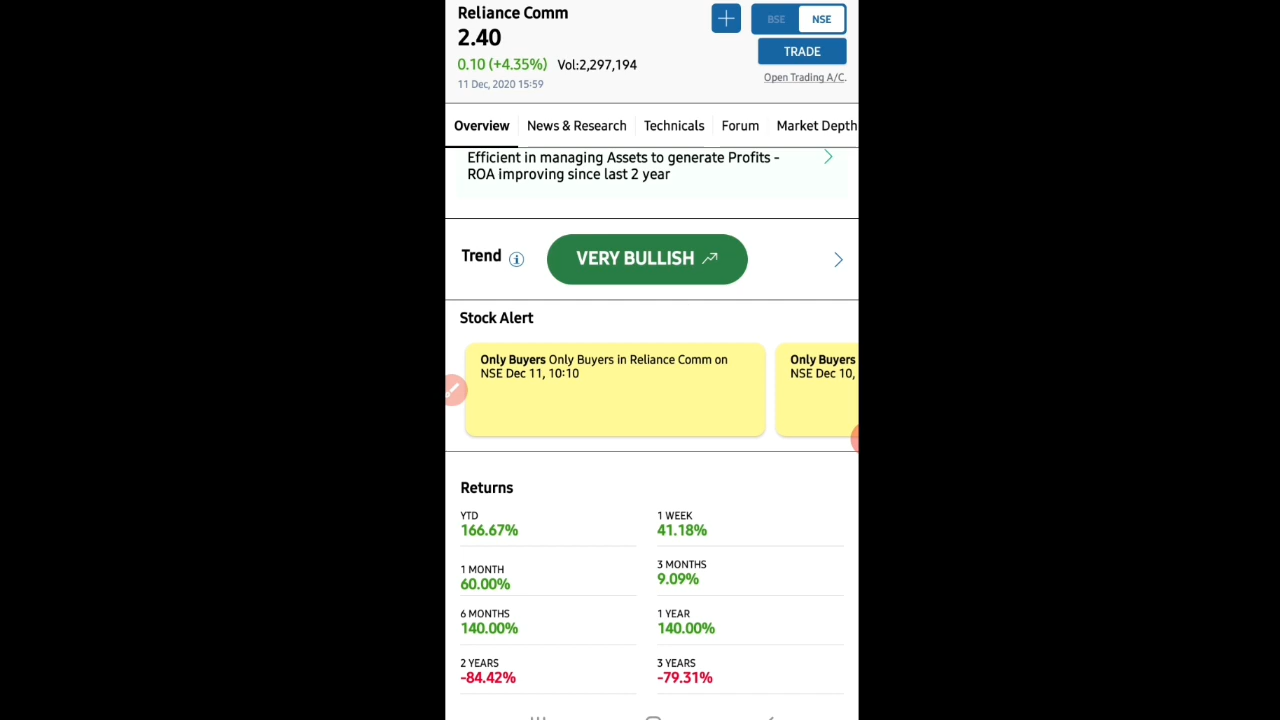 Reliance Comm
2.40
0.10 (+4.35%) Vol:2,297,194
11 Dec, 2020 15:59
BSE NSE
TRADE
Open Trading A/C.
Overview News & Research Technicals Forum Market Depth
Efficient in managing Assets to generate Profits -
ROA improving since last 2 year
Trend VERY BULLISH
Stock Alert
Only Buyers Only Buyers in Reliance Comm on
NSE Dec 11, 10:10
Only Buyers
NSE Dec 10,
Returns
YTD
166.67%
1 WEEK
41.18%
1 MONTH
60.00%
3 MONTHS
9.09%
6 MONTHS
140.00%
1 YEAR
140.00%
2 YEARS
-84.42%
3 YEARS
-79.31%